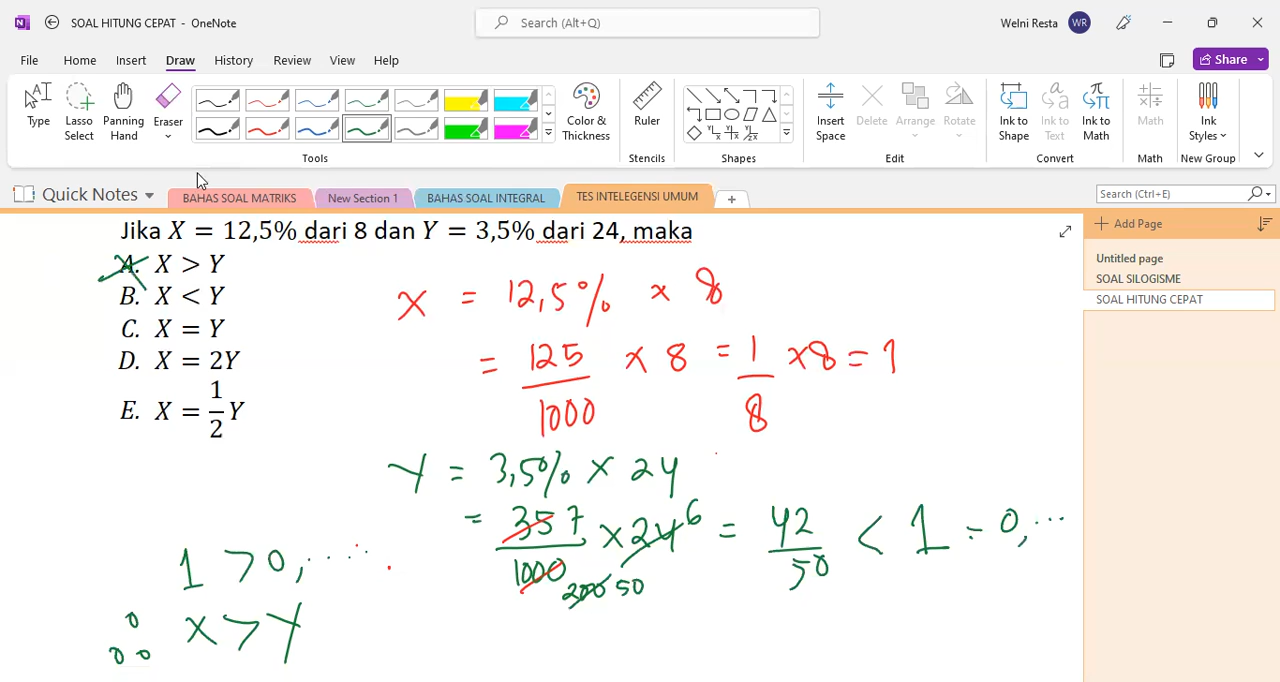 SOAL HITUNG CEPAT - OneNote
Search (Alt+Q)
Welni Resta WR
File Home Insert Draw History Review View Help
Share
Type
Lasso Select
Panning Hand
Eraser
Color & Thickness
Ruler
Insert Space
Delete
Arrange
Rotate
Ink to Shape
Ink to Text
Ink to Math
Math
Ink Styles
Tools Stencils Shapes Edit Convert Math New Group
Quick Notes
BAHAS SOAL MATRIKS New Section 1 BAHAS SOAL INTEGRAL TES INTELEGENSI UMUM +
Search (Ctrl+E)
Add Page
Untitled page
SOAL SILOGISME
SOAL HITUNG CEPAT
Jika X = 12,5% dari 8 dan Y = 3,5% dari 24, maka
A. X > Y
B. X < Y
C. X = Y
D. X = 2Y
E. X = 1/2 Y
X = 12,5% x 8
= 125/1000 x 8 = 1/8 x 8 = 1
Y = 3,5% x 24
= 35 7/1000 200 50 x 24 6 = 42/50 < 1 = 0, ...
1 > 0, .....
∴ X > Y